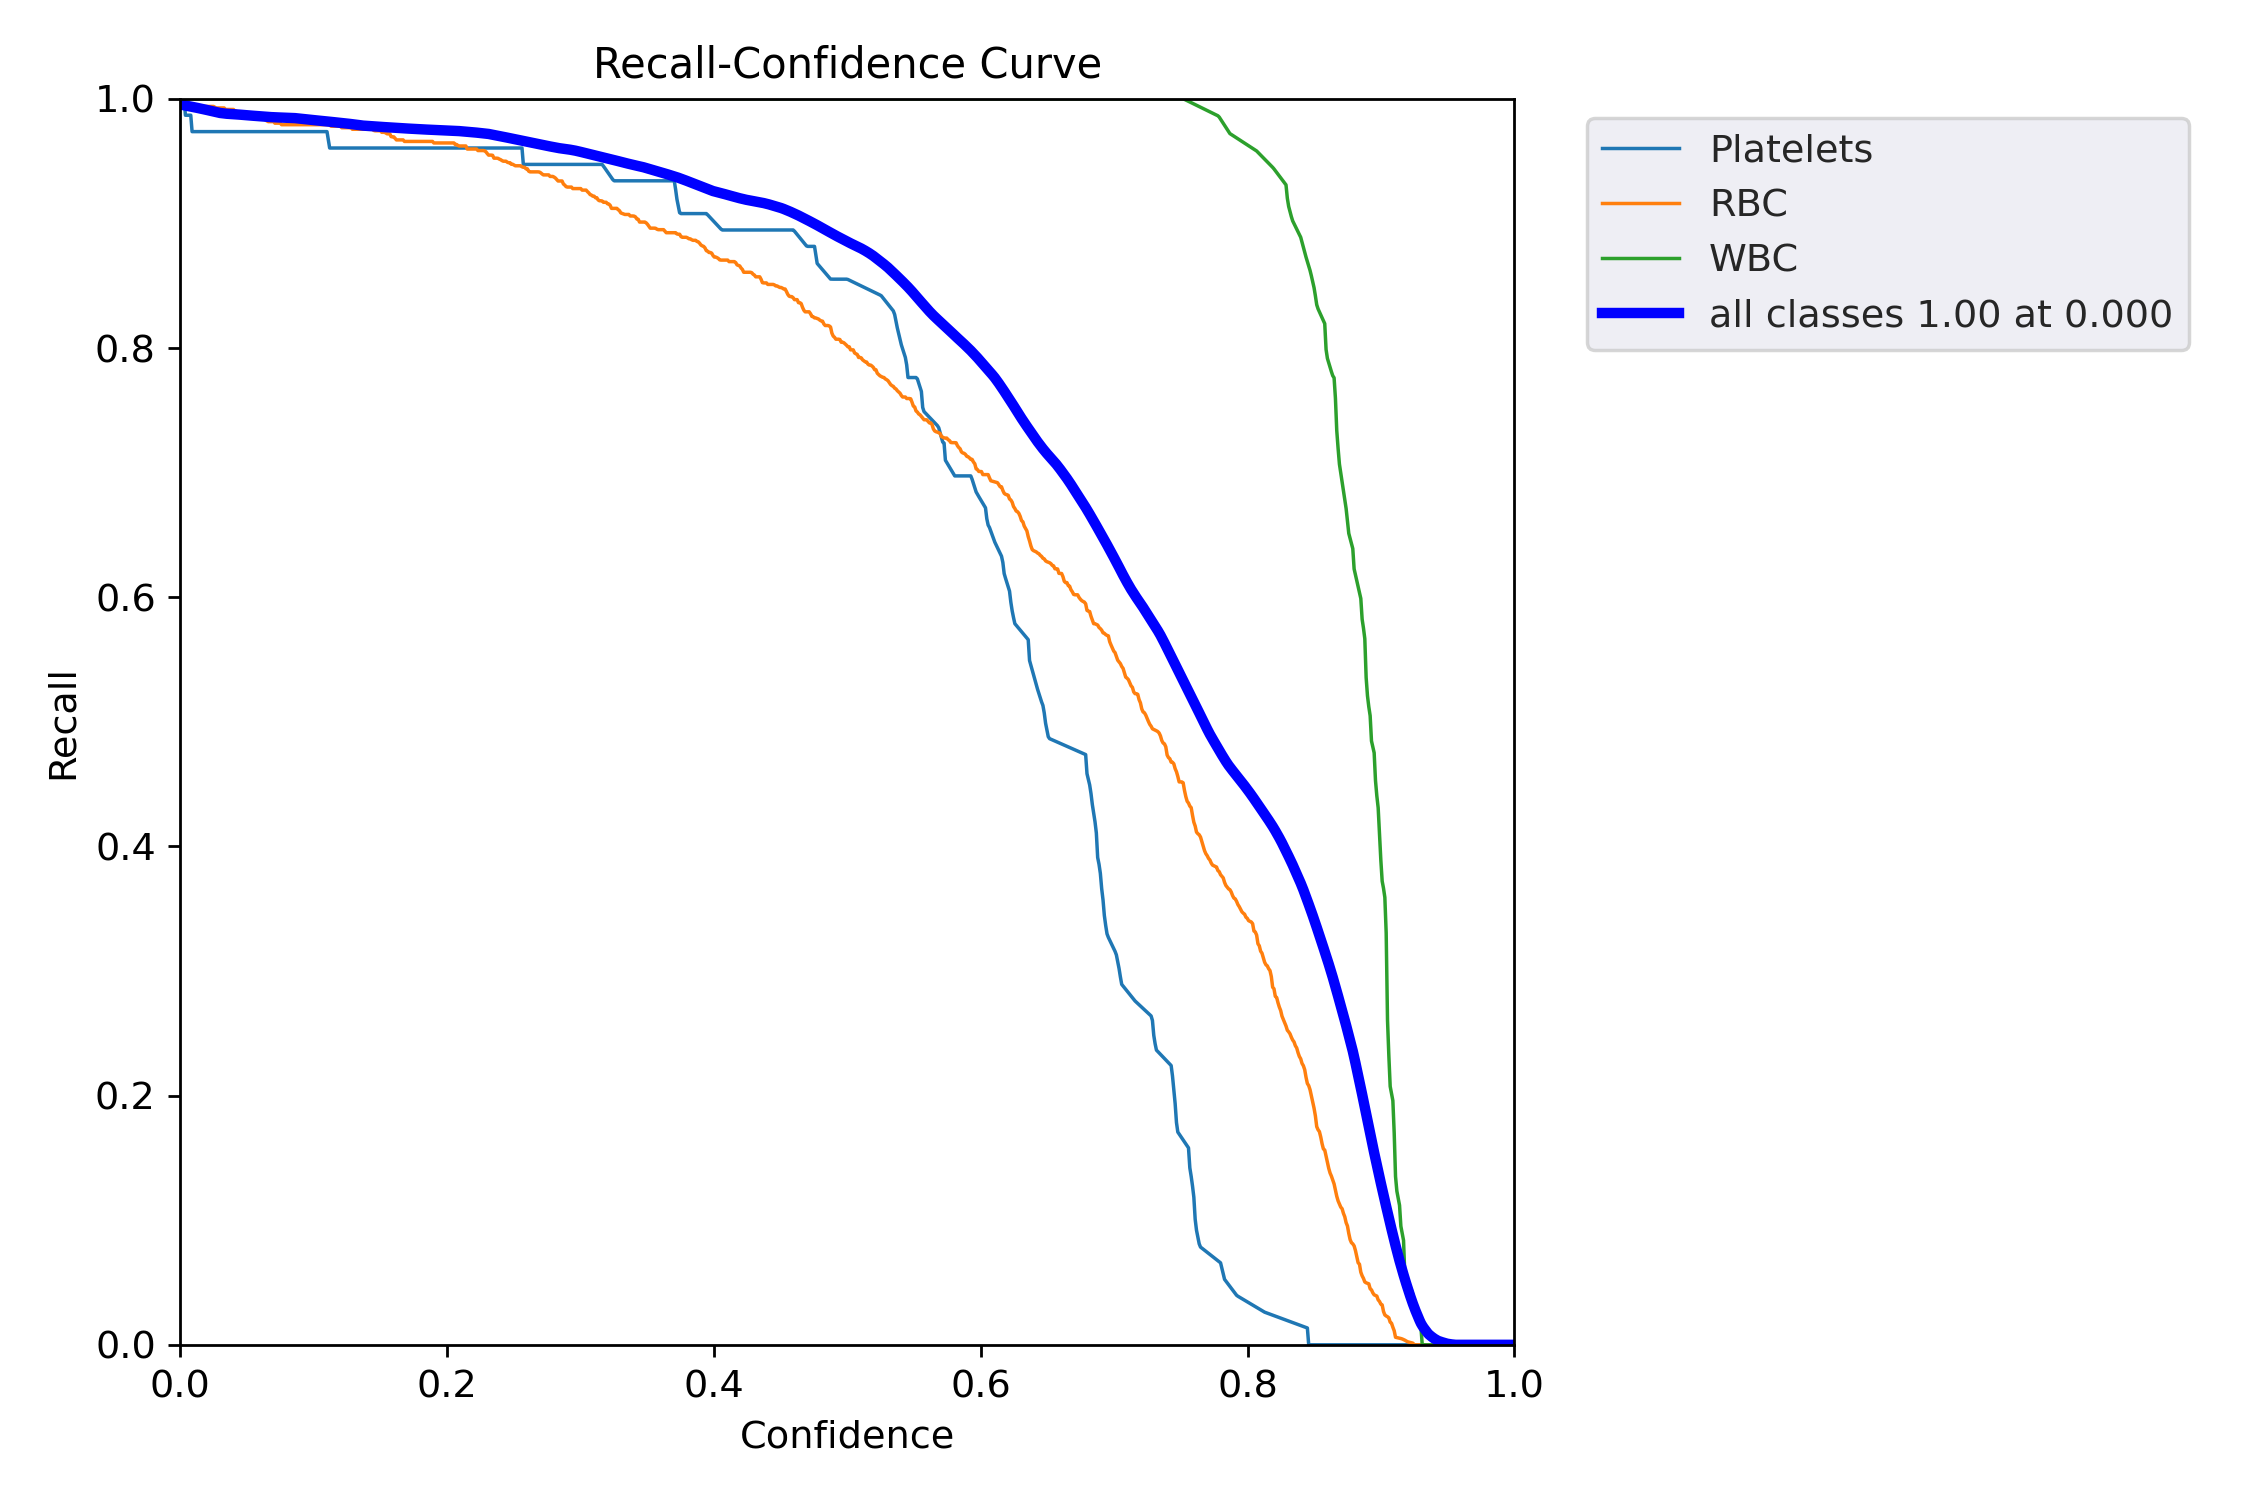 Recall-Confidence Curve
1.0
0.8
0.6
0.4
0.2
0.0
Recall
0.0 0.2 0.4 0.6 0.8 1.0
Confidence
Platelets
RBC
WBC
all classes 1.00 at 0.000